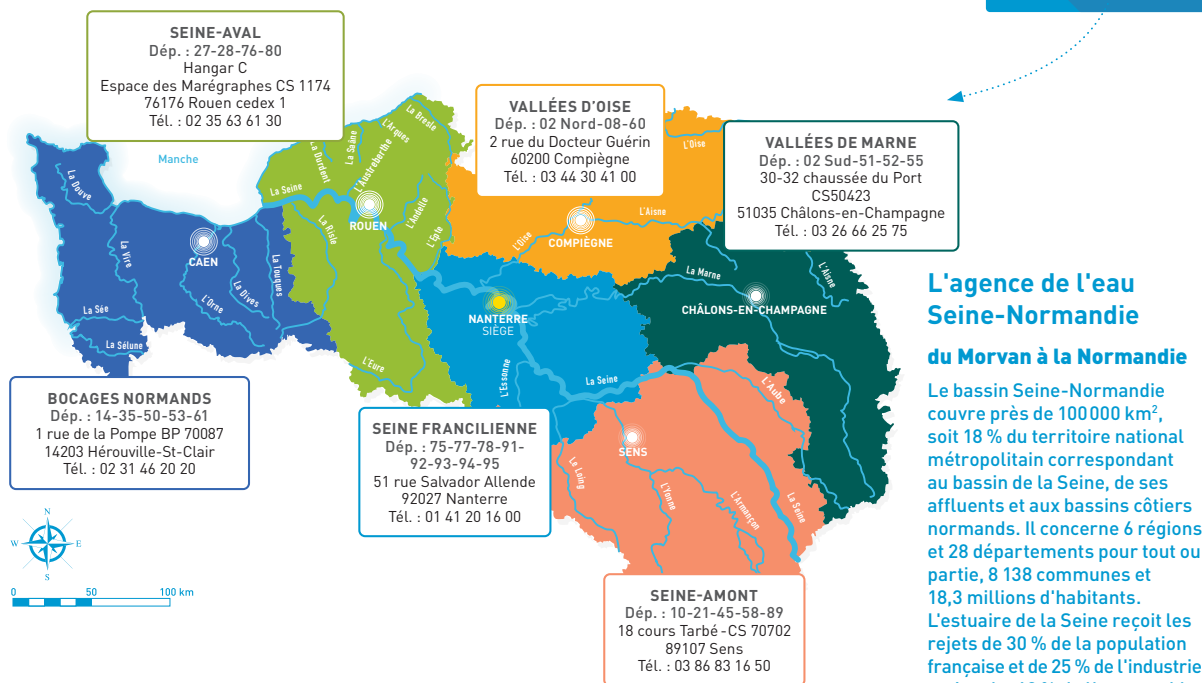 SEINE-AVAL
Dép. : 27-28-76-80
Hangar C
Espace des Marégraphes CS 1174
76176 Rouen cedex 1
Tél. : 02 35 63 61 30
VALLÉES D'OISE
Dép. : 02 Nord-08-60
2 rue du Docteur Guérin
60200 Compiègne
Tél. : 03 44 30 41 00
VALLÉES DE MARNE
Dép. : 02 Sud-51-52-55
30-32 chaussée du Port
CS50423
51035 Châlons-en-Champagne
Tél. : 03 26 66 25 75
Manche
La Bresle
L'Arques
La Saâne
La Durdent
L'Austreberthe
La Seine
ROUEN
L'Andelle
L'Epte
La Risle
L'Eure
La Douve
La Vire
CAEN
La Touques
La Dives
L'Orne
La Sée
La Sélune
L'Oise
L'Aisne
L'Oise
COMPIÈGNE
La Marne
L'Aisne
CHÂLONS-EN-CHAMPAGNE
NANTERRE
SIÈGE
L'Essonne
La Seine
L'Aube
SENS
Le Loing
L'Yonne
L'Armançon
La Seine
BOCAGES NORMANDS
Dép. : 14-35-50-53-61
1 rue de la Pompe BP 70087
14203 Hérouville-St-Clair
Tél. : 02 31 46 20 20
SEINE FRANCILIENNE
Dép. : 75-77-78-91-
92-93-94-95
51 rue Salvador Allende
92027 Nanterre
Tél. : 01 41 20 16 00
SEINE-AMONT
Dép. : 10-21-45-58-89
18 cours Tarbé-CS 70702
89107 Sens
Tél. : 03 86 83 16 50
N
W E
S
0 50 100 km
L'agence de l'eau
Seine-Normandie
du Morvan à la Normandie
Le bassin Seine-Normandie
couvre près de 100 000 km²,
soit 18 % du territoire national
métropolitain correspondant
au bassin de la Seine, de ses
affluents et aux bassins côtiers
normands. Il concerne 6 régions
et 28 départements pour tout ou
partie, 8 138 communes et
18,3 millions d'habitants.
L'estuaire de la Seine reçoit les
rejets de 30 % de la population
française et de 25 % de l'industrie